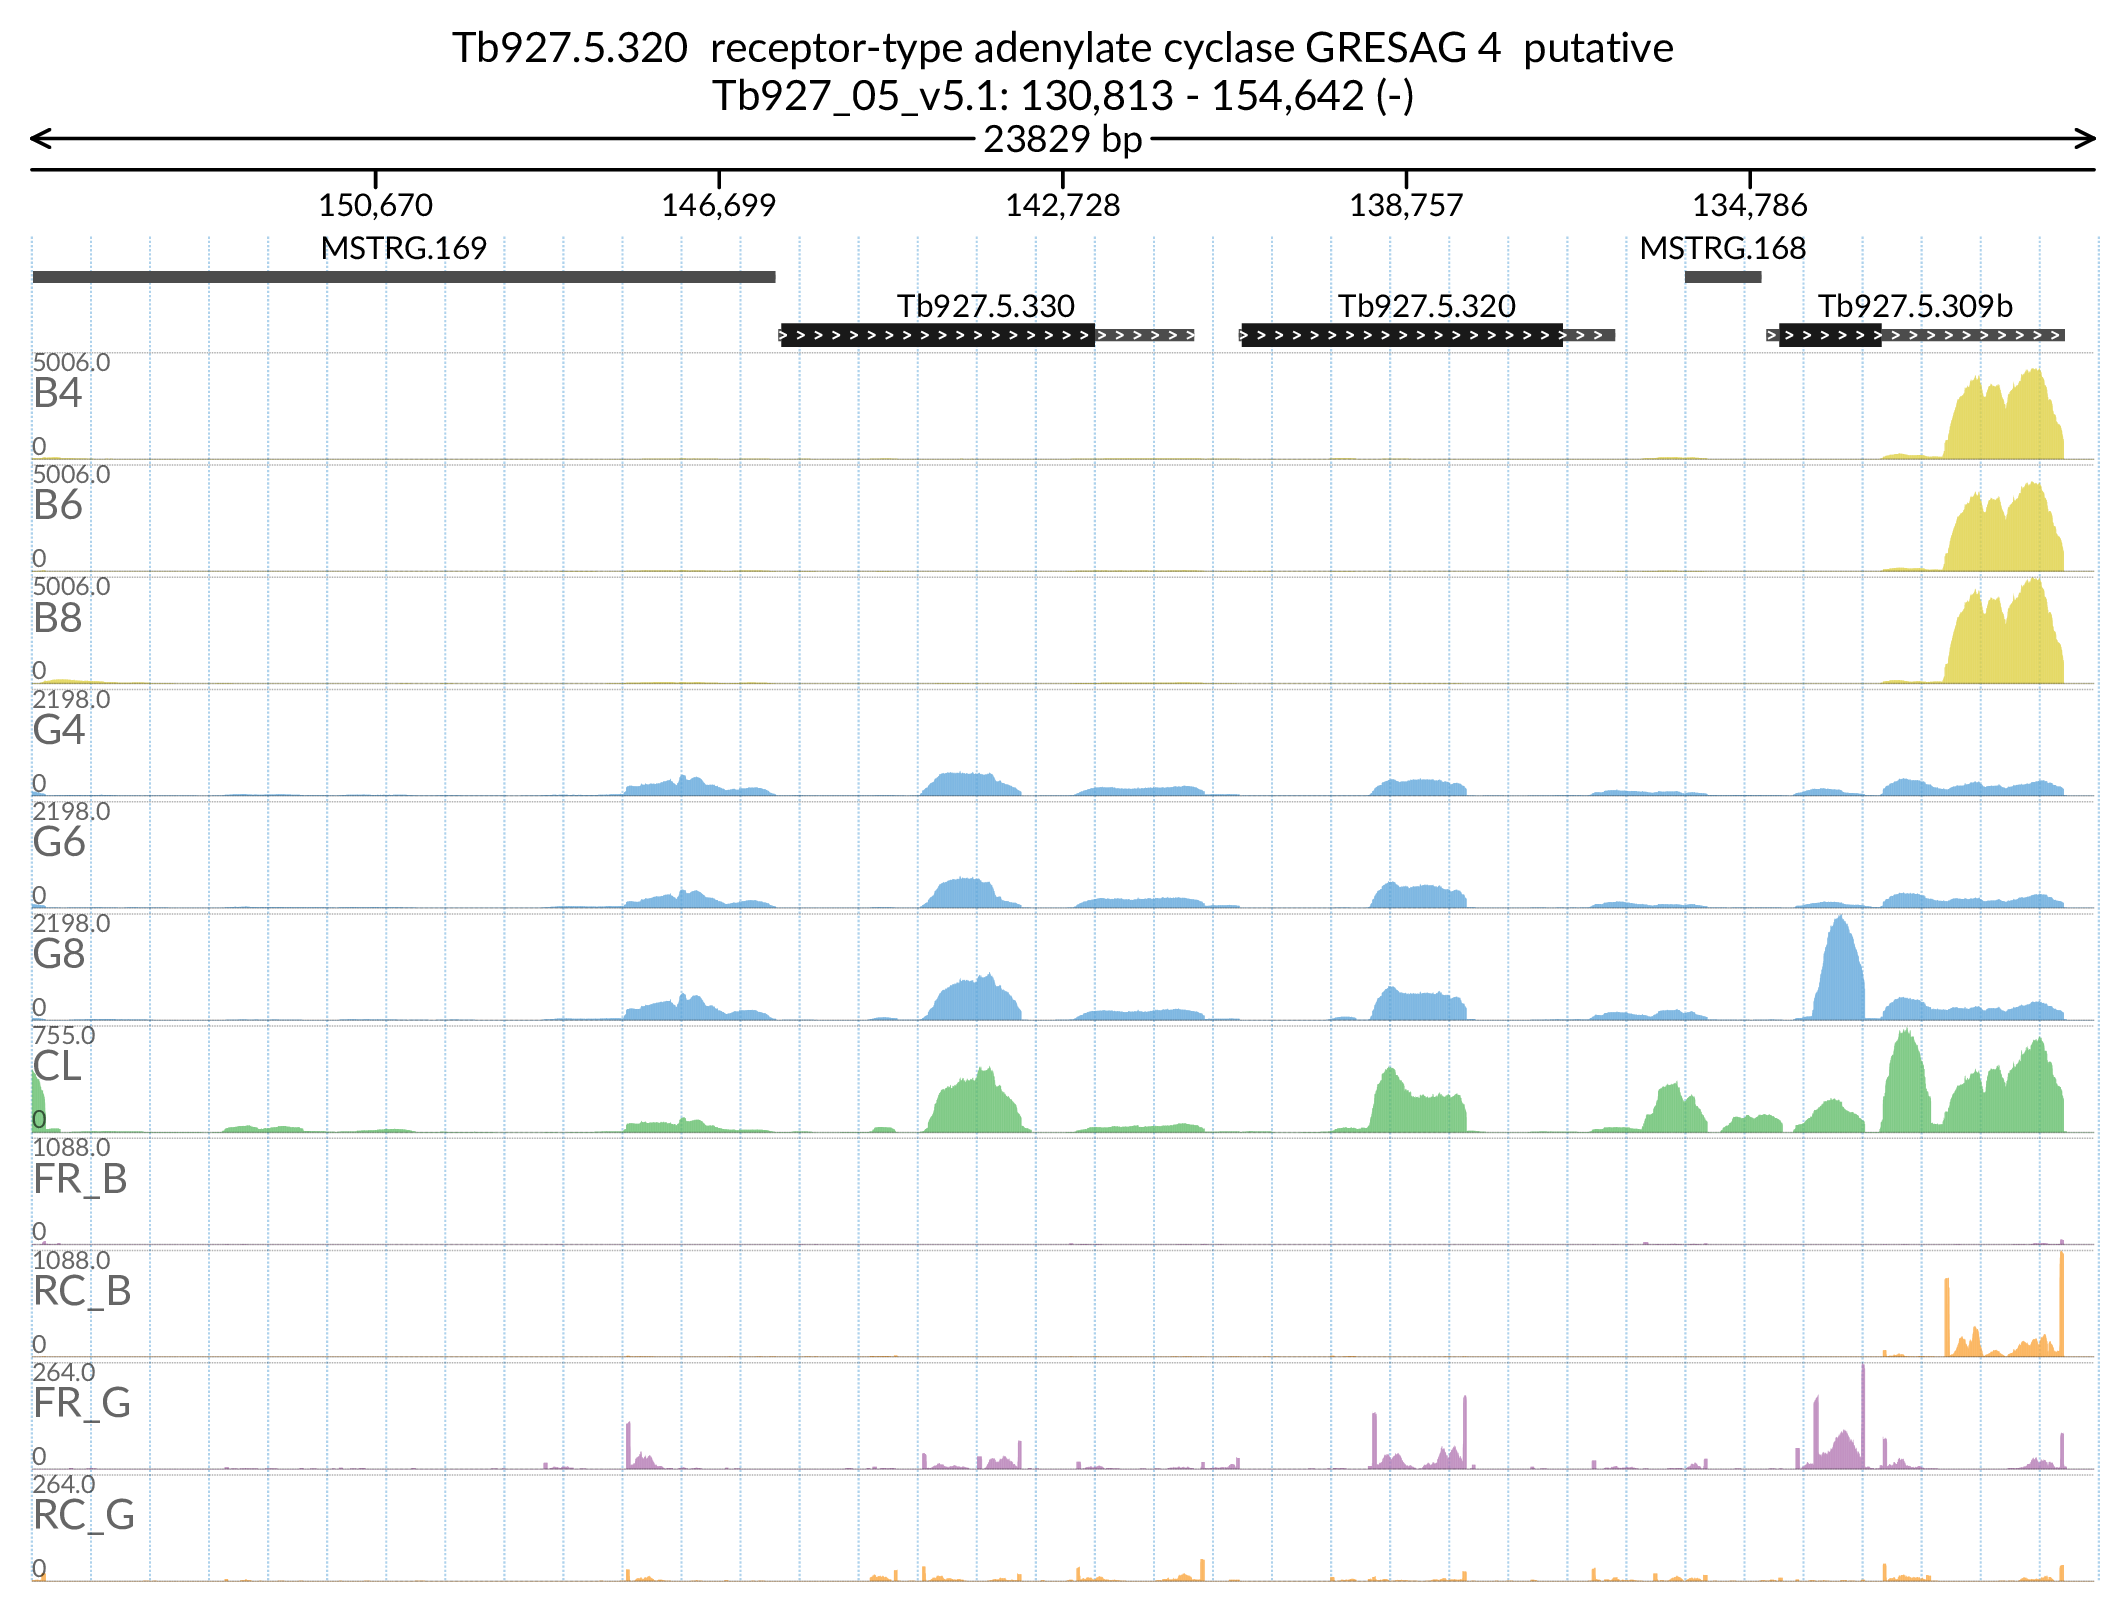 Tb927.5.320  receptor-type adenylate cyclase GRESAG 4  putative
Tb927_05_v5.1: 130,813 - 154,642 (-)
23829 bp
150,670 146,699 142,728 138,757 134,786
MSTRG.169 MSTRG.168
Tb927.5.330 Tb927.5.320 Tb927.5.309b
5006.0
B4
0
5006.0
B6
0
5006.0
B8
0
2198.0
G4
0
2198.0
G6
0
2198.0
G8
0
755.0
CL
0
1088.0
FR_B
0
1088.0
RC_B
0
264.0
FR_G
0
264.0
RC_G
0